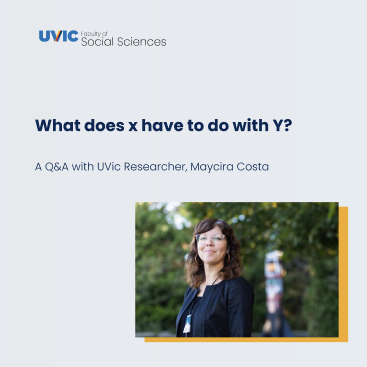 UVIC Faculty of
Social Sciences
What does x have to do with Y?
A Q&A with UVic Researcher, Maycira Costa